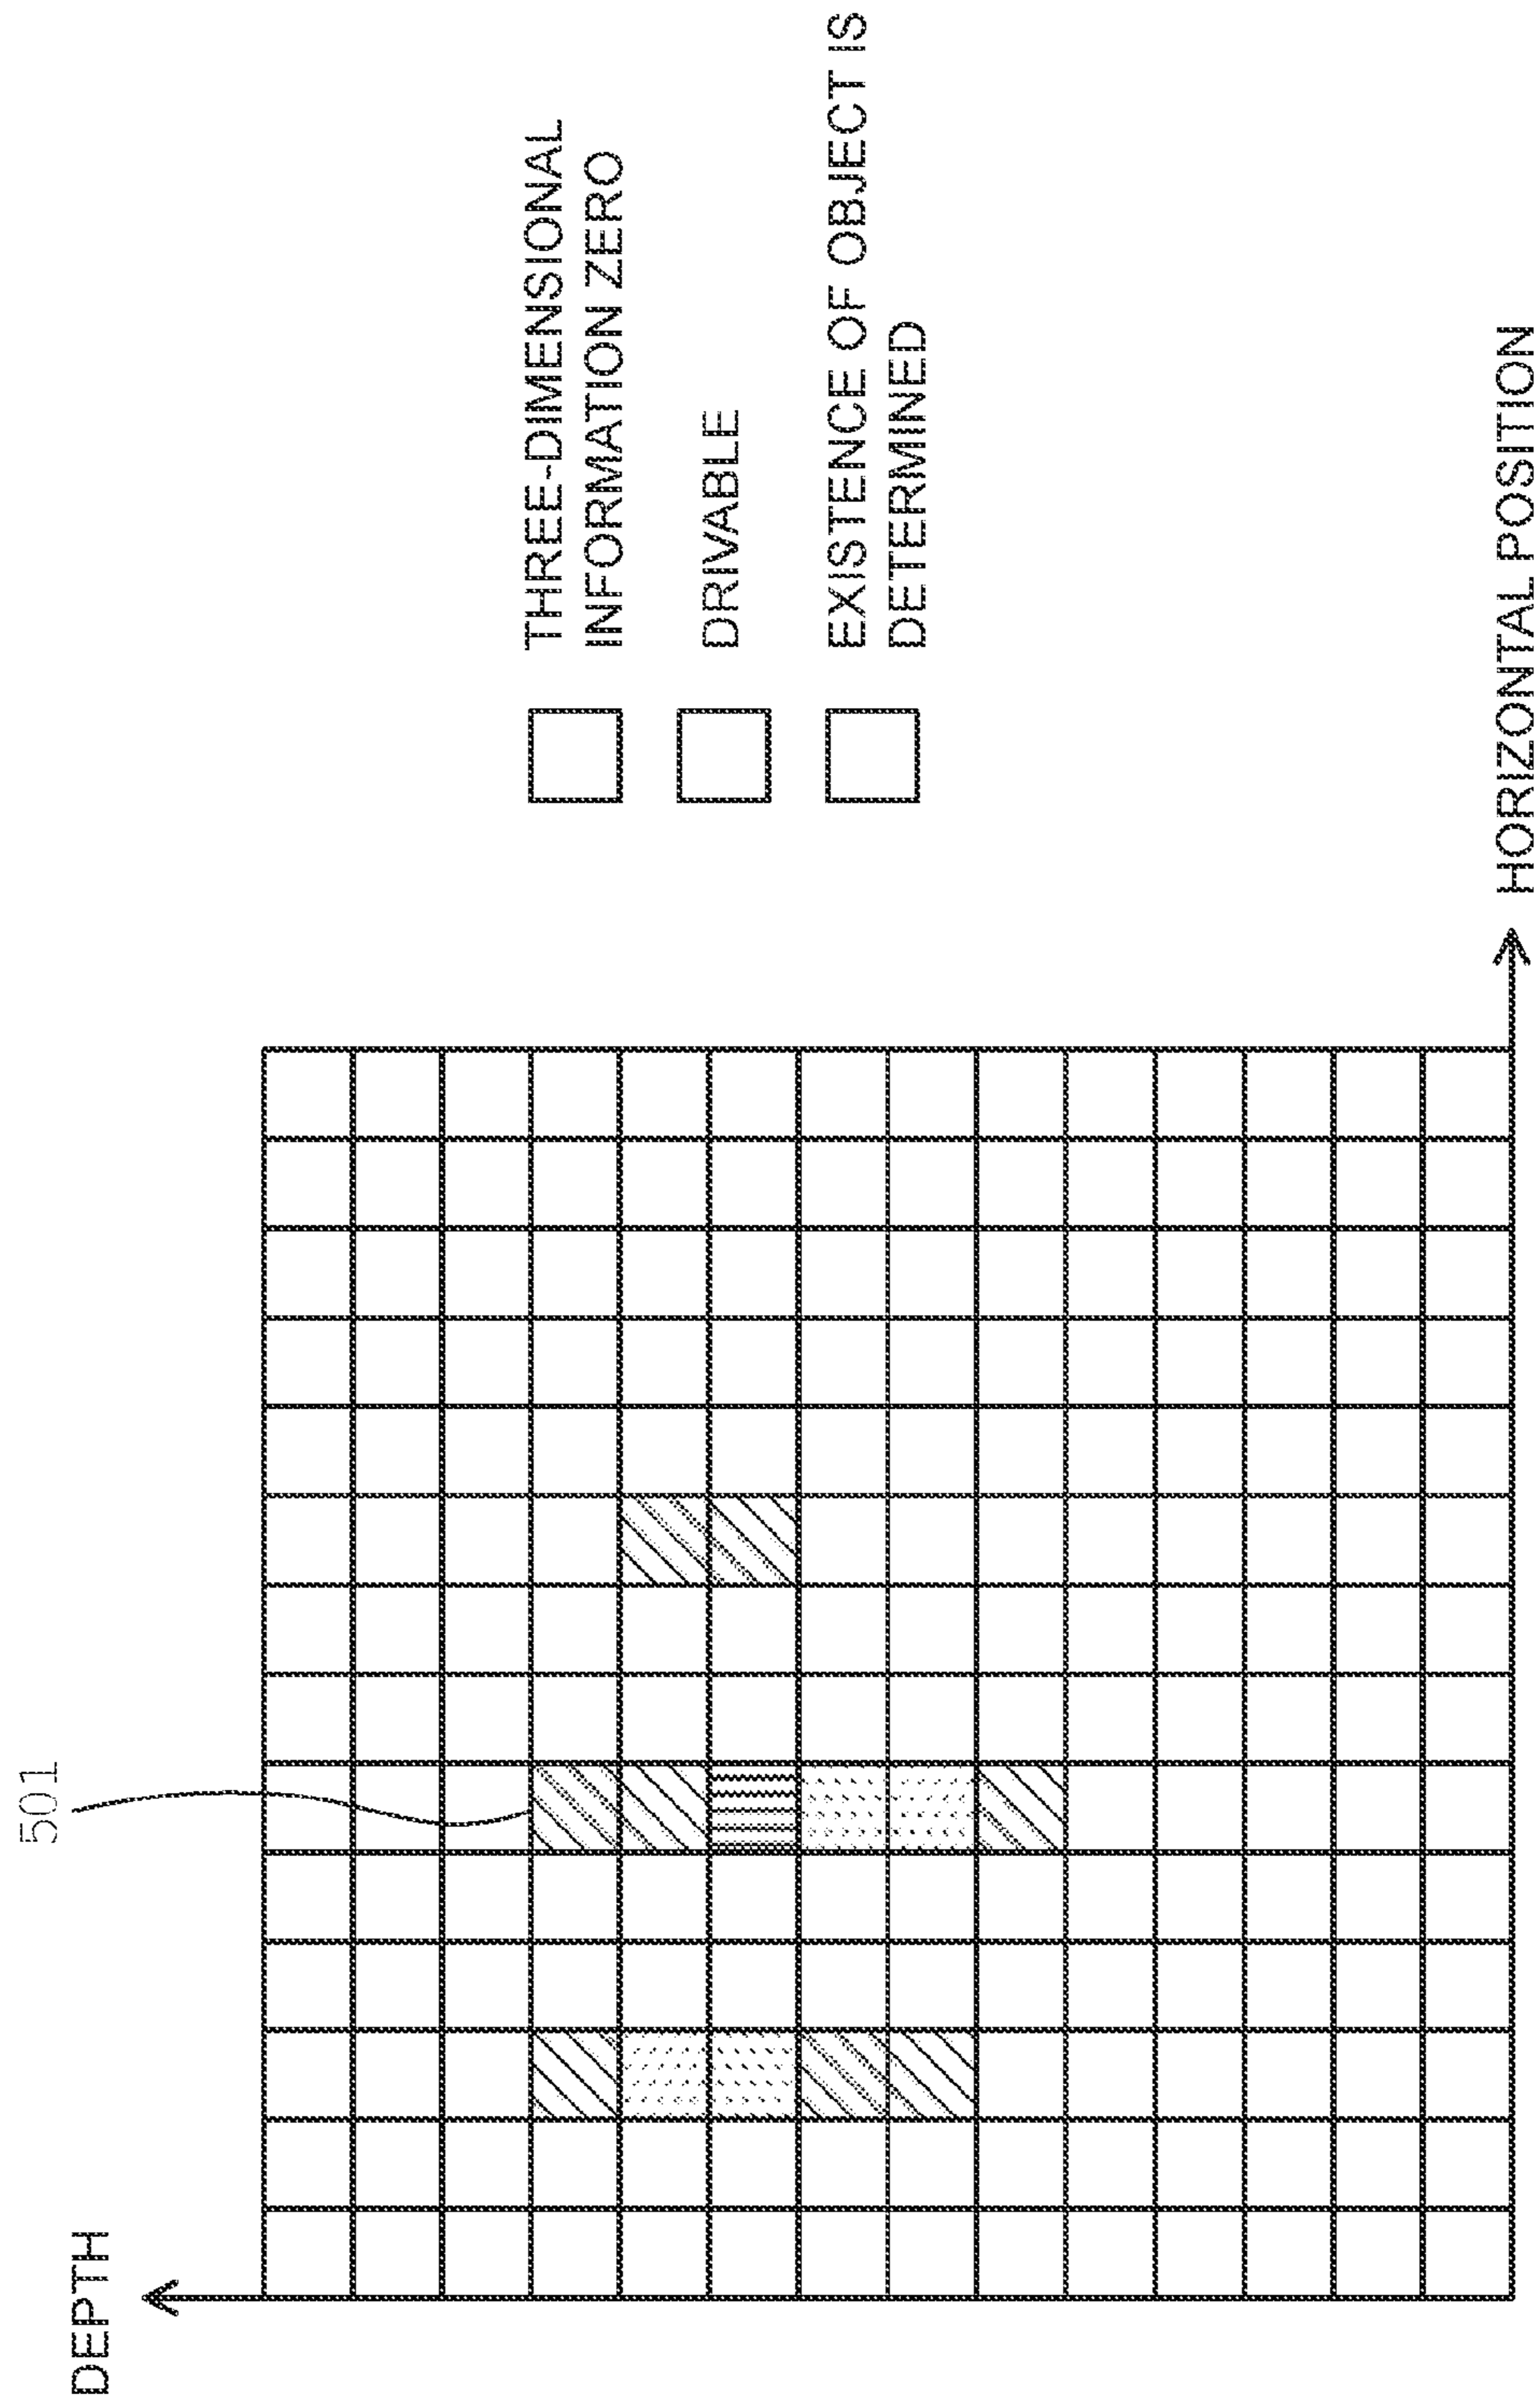 DEPTH
501
THREE-DIMENSIONAL
INFORMATION ZERO
DRIVABLE
EXISTENCE OF OBJECT IS
DETERMINED
HORIZONTAL POSITION